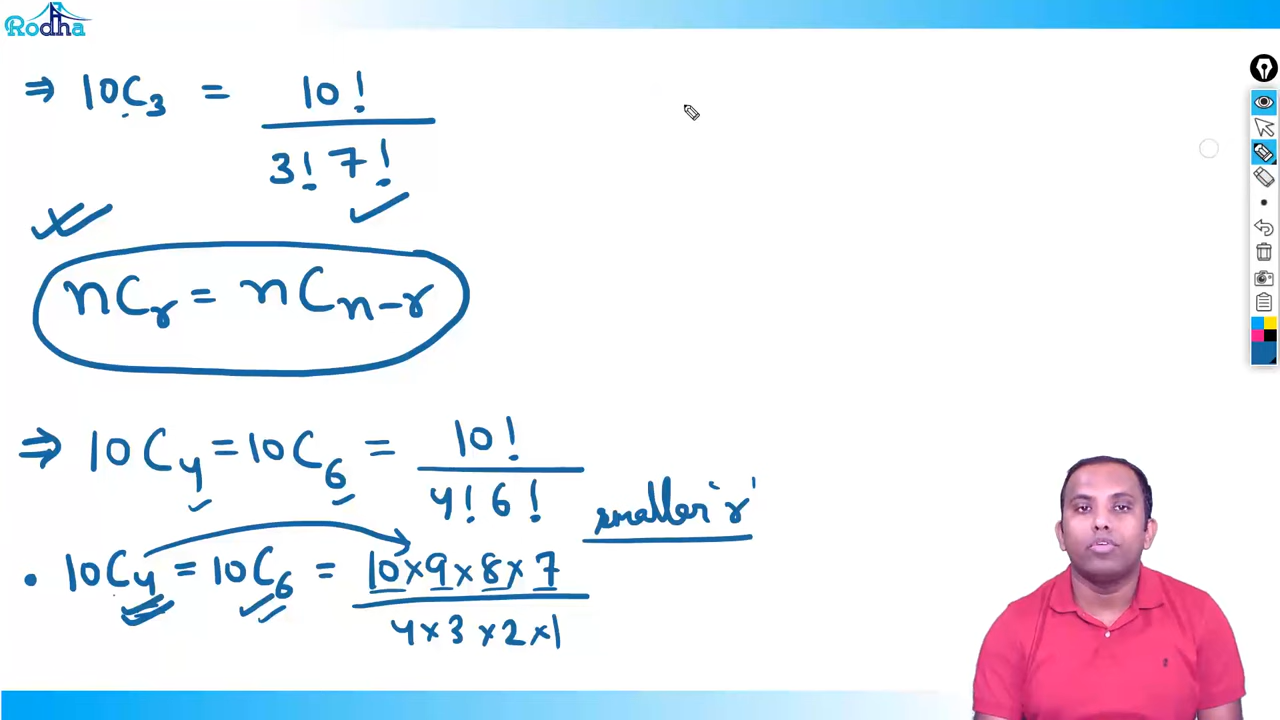 Rodha
⇒ 10C3 = 10! / 3! 7!
nCr = nCn-r
⇒ 10C4 = 10C6 = 10! / 4! 6!
smaller 'r'
• 10C4 = 10C6 = 10×9×8×7 / 4×3×2×1